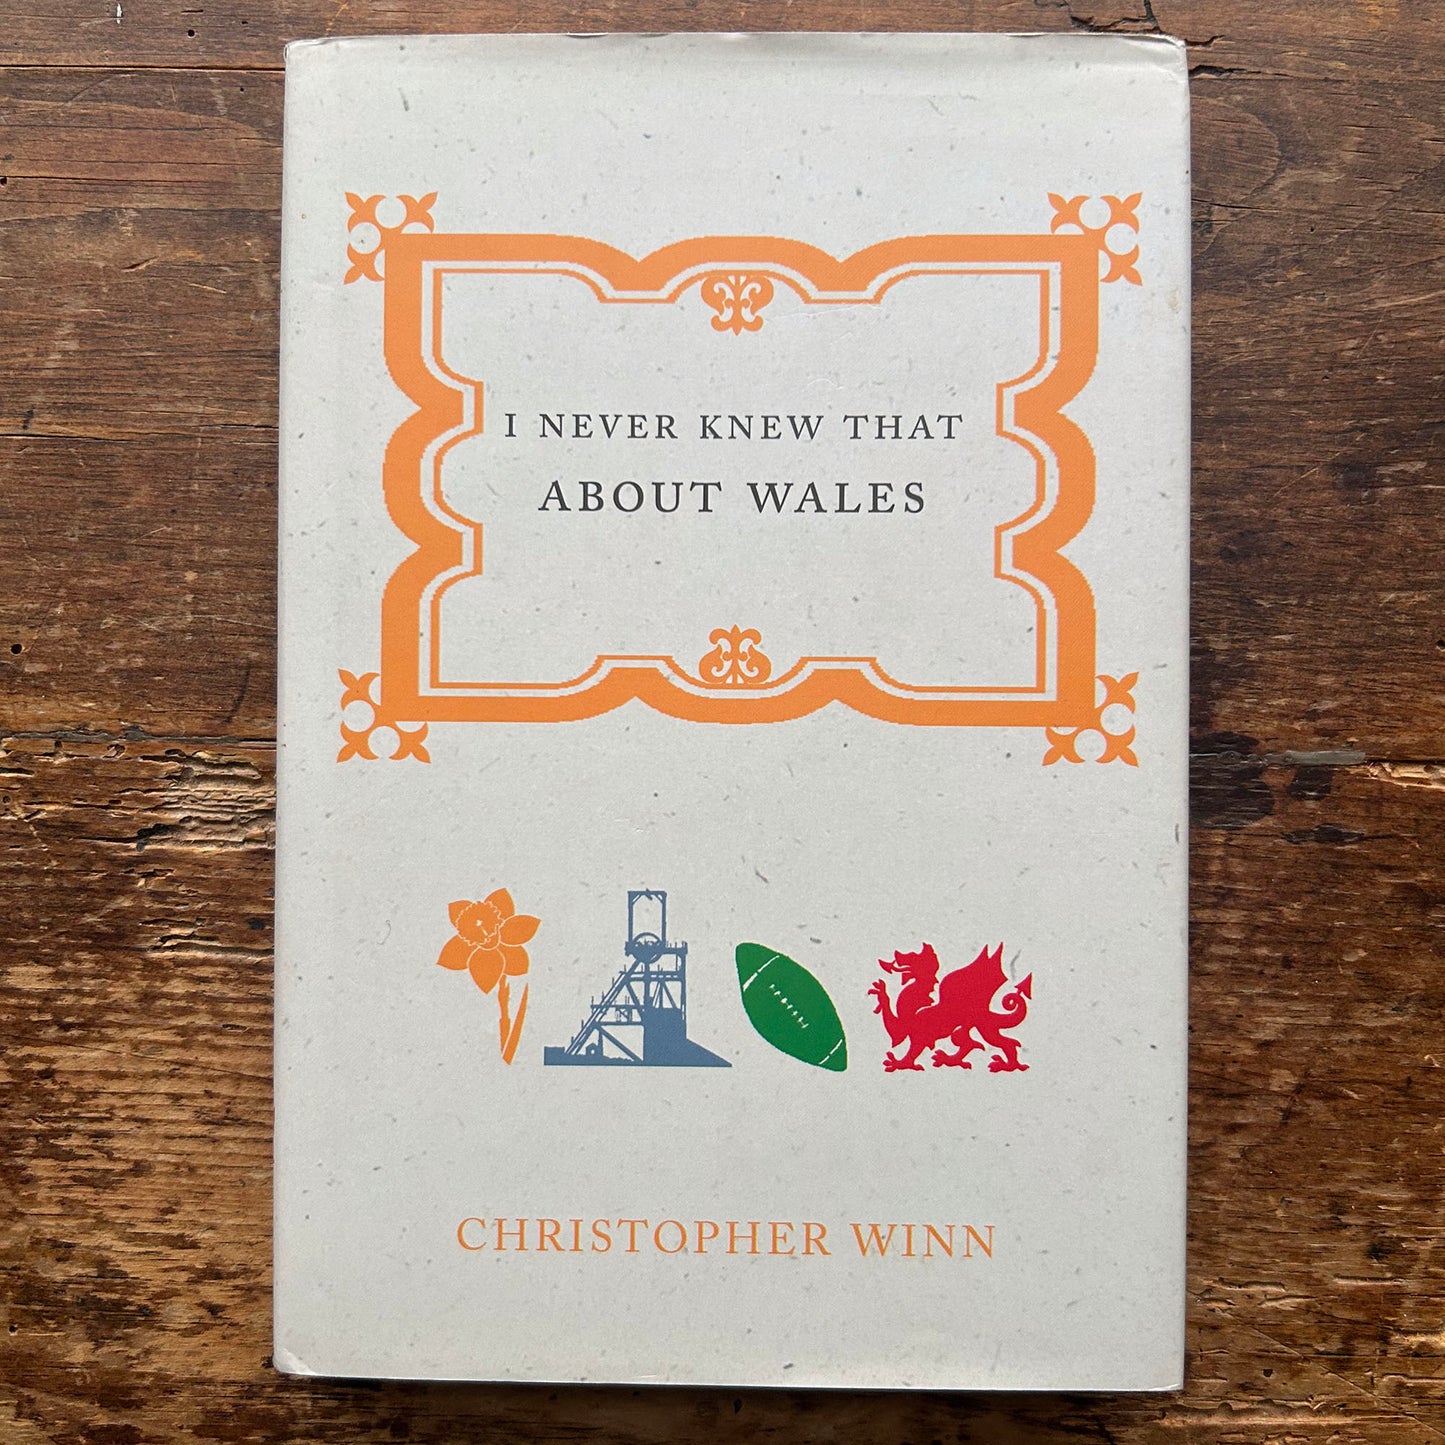 I NEVER KNEW THAT
ABOUT WALES
CHRISTOPHER WINN